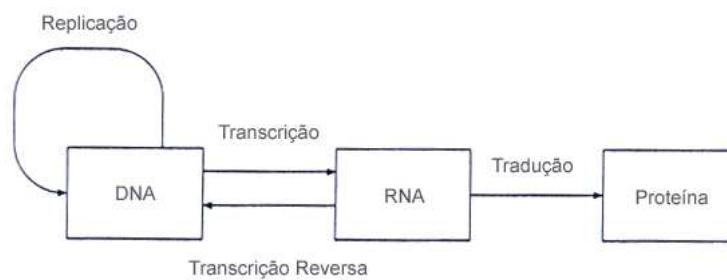 Replicação
Transcrição
Tradução
DNA
RNA
Proteína
Transcrição Reversa